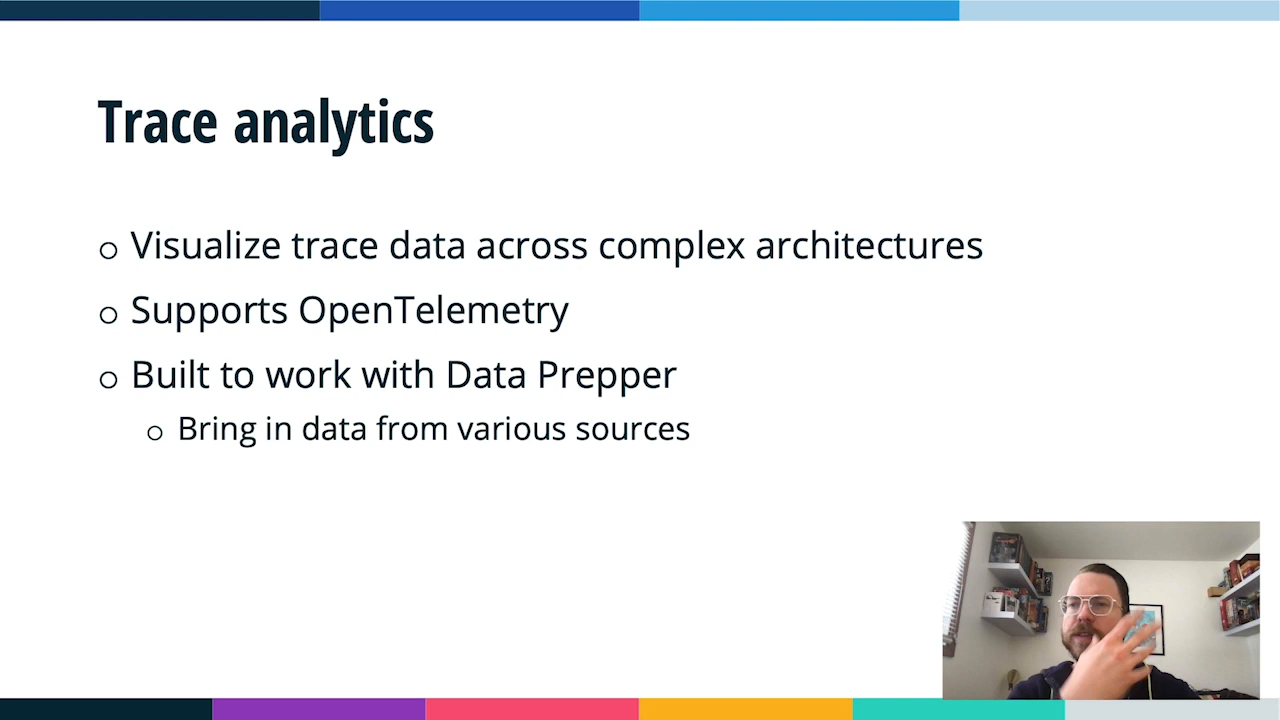 Trace analytics
Visualize trace data across complex architectures
Supports OpenTelemetry
Built to work with Data Prepper
Bring in data from various sources